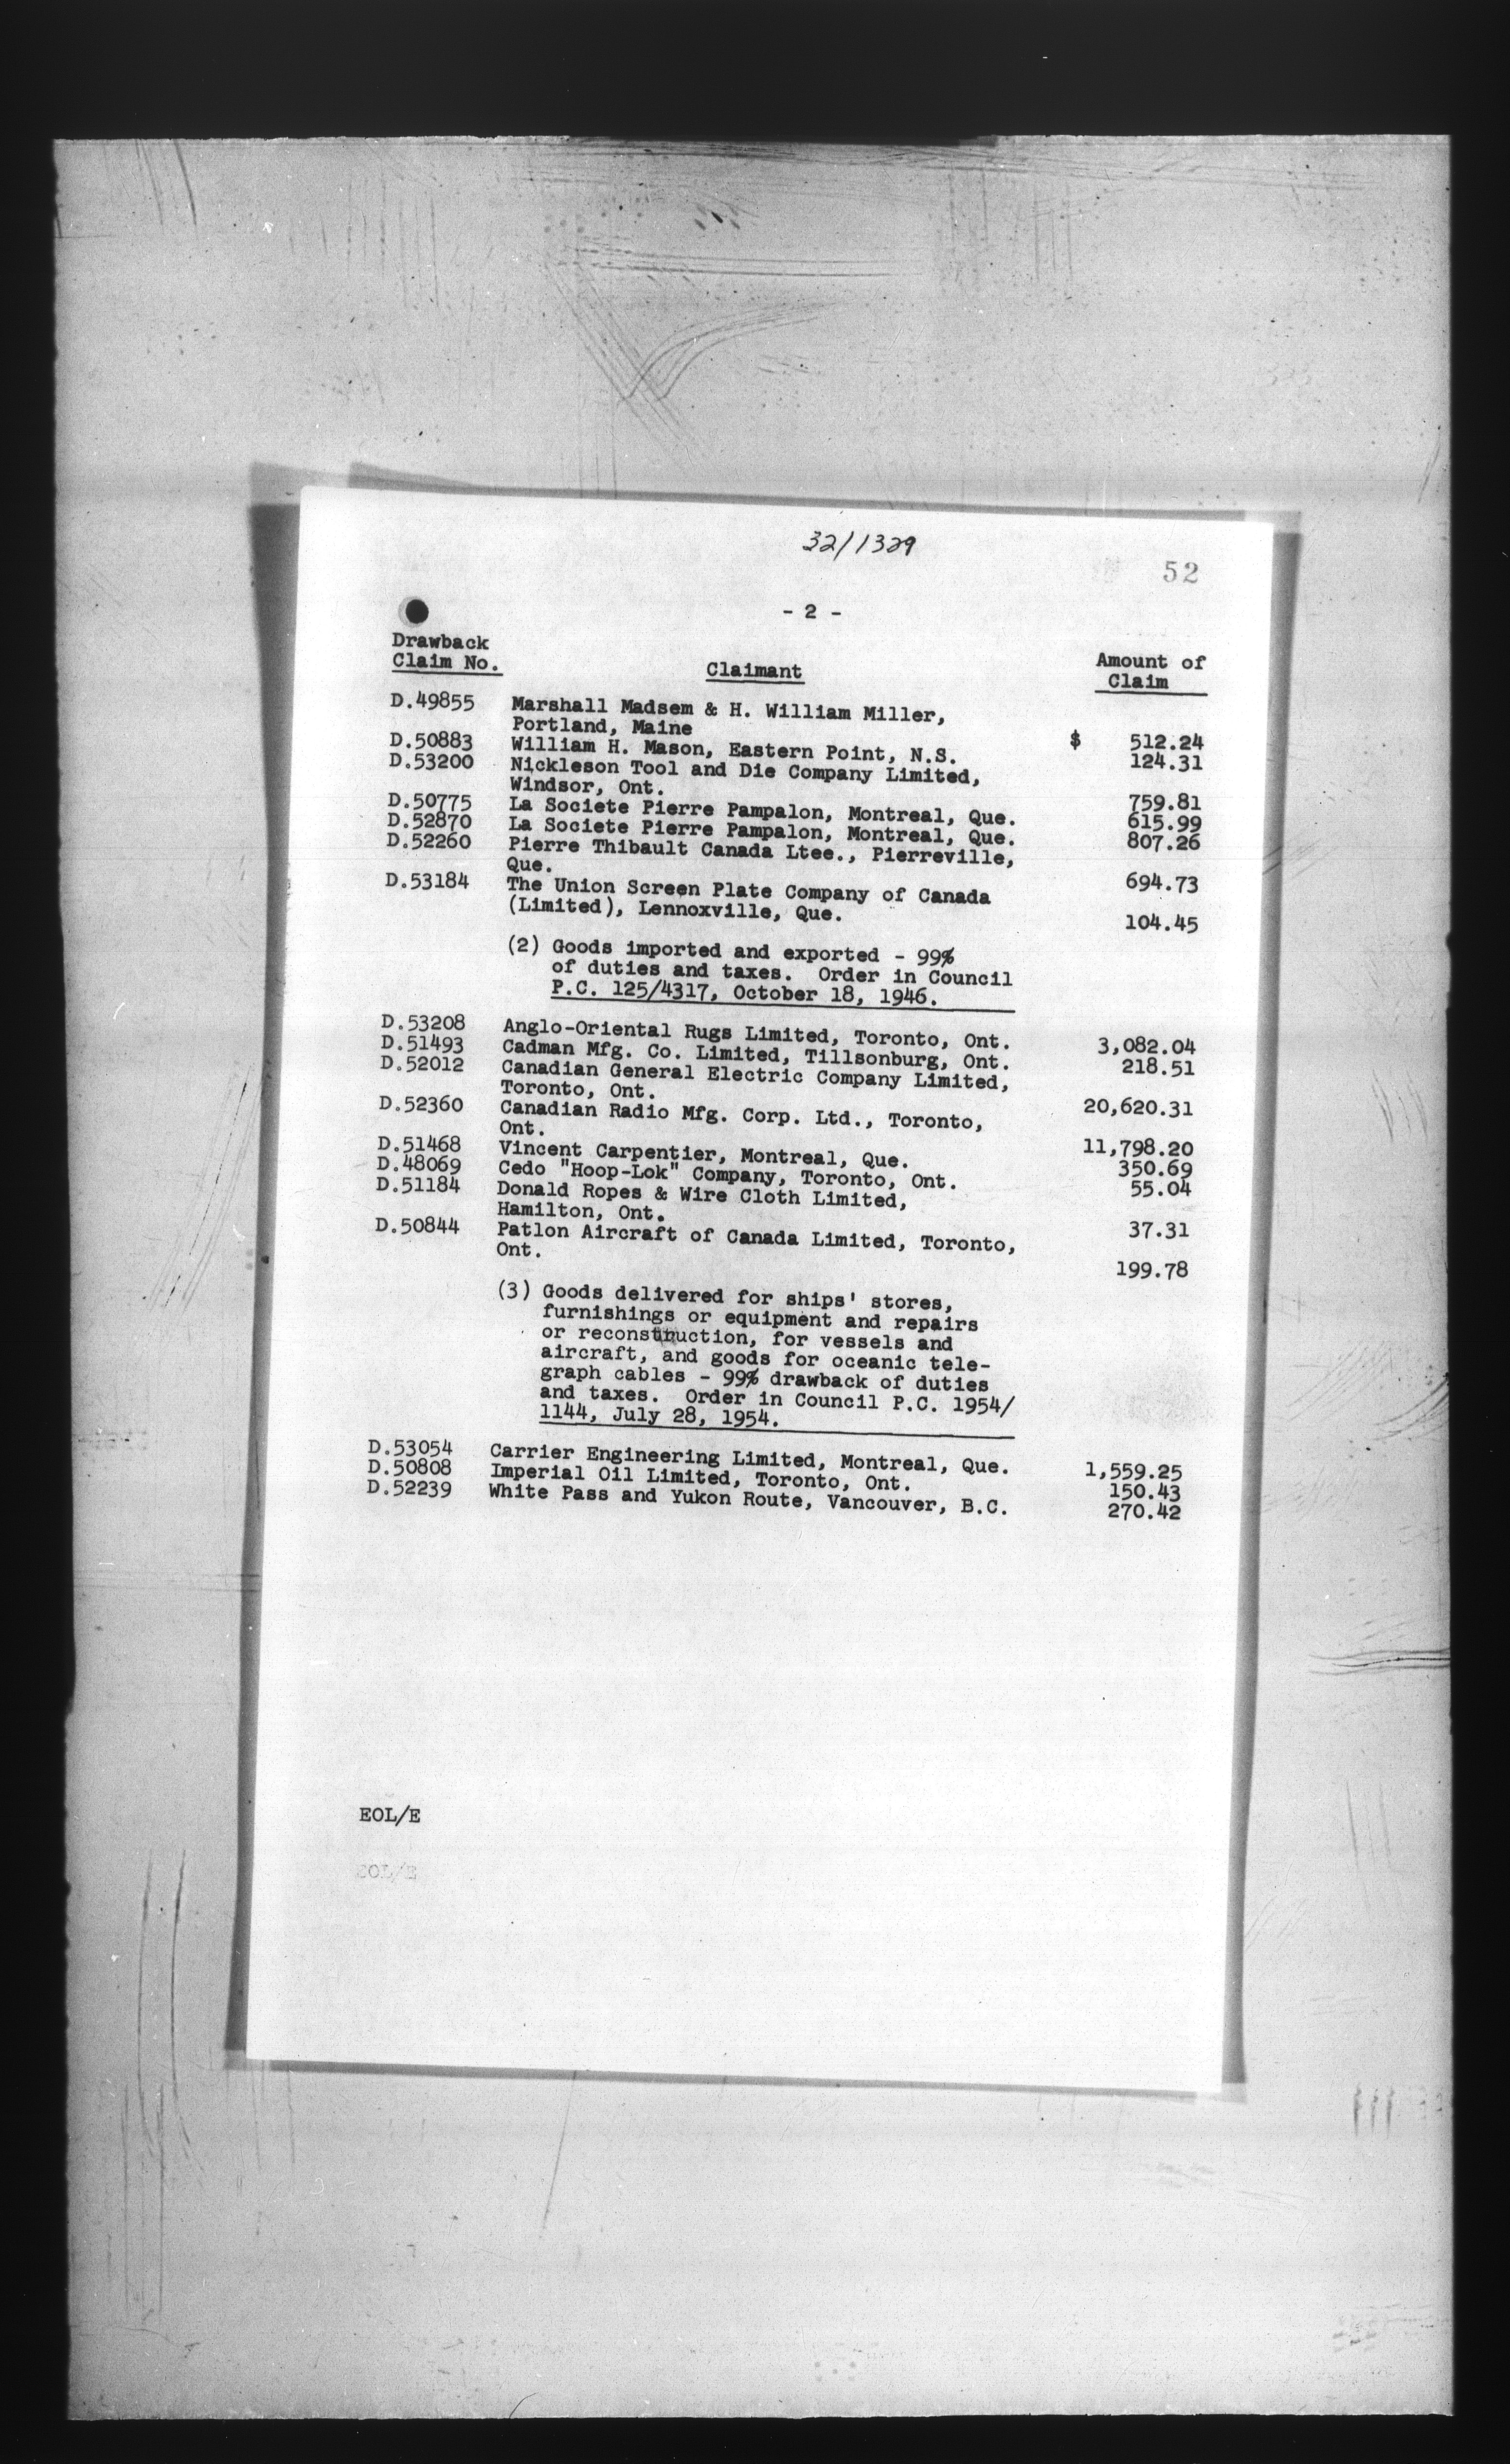 32/1329
52
- 2 -
Drawback
Claim No.
Claimant
Amount of
Claim
D.49855 Marshall Madsem & H. William Miller,
Portland, Maine $ 512.24
D.50883 William H. Mason, Eastern Point, N.S. 124.31
D.53200 Nickleson Tool and Die Company Limited,
Windsor, Ont. 759.81
D.50775 La Societe Pierre Pampalon, Montreal, Que. 615.99
D.52870 La Societe Pierre Pampalon, Montreal, Que. 807.26
D.52260 Pierre Thibault Canada Ltee., Pierreville,
Que. 694.73
D.53184 The Union Screen Plate Company of Canada
(Limited), Lennoxville, Que. 104.45
(2) Goods imported and exported - 99%
of duties and taxes. Order in Council
P.C. 125/4317, October 18, 1946.
D.53208 Anglo-Oriental Rugs Limited, Toronto, Ont. 3,082.04
D.51493 Cadman Mfg. Co. Limited, Tillsonburg, Ont. 218.51
D.52012 Canadian General Electric Company Limited,
Toronto, Ont. 20,620.31
D.52360 Canadian Radio Mfg. Corp. Ltd., Toronto,
Ont. 11,798.20
D.51468 Vincent Carpentier, Montreal, Que. 350.69
D.48069 Cedo "Hoop-Lok" Company, Toronto, Ont. 55.04
D.51184 Donald Ropes & Wire Cloth Limited,
Hamilton, Ont. 37.31
D.50844 Patlon Aircraft of Canada Limited, Toronto,
Ont. 199.78
(3) Goods delivered for ships' stores,
furnishings or equipment and repairs
or reconstruction, for vessels and
aircraft, and goods for oceanic tele-
graph cables - 99% drawback of duties
and taxes. Order in Council P.C. 1954/
1144, July 28, 1954.
D.53054 Carrier Engineering Limited, Montreal, Que. 1,559.25
D.50808 Imperial Oil Limited, Toronto, Ont. 150.43
D.52239 White Pass and Yukon Route, Vancouver, B.C. 270.42
EOL/E
EOL/E